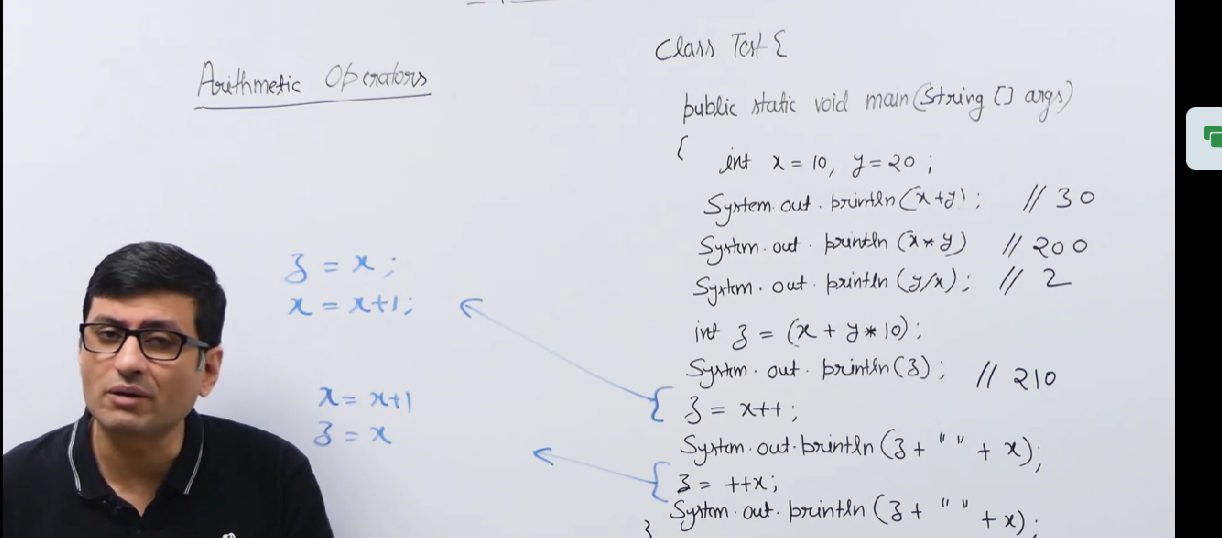 Arithmetic Operators
z = x ;
x = x+1;
x = x+1
z = x
Class Test {
public static void main(String [] args)
{
int x = 10, y = 20 ;
System.out.println(x+y) ; // 30
System.out.println (x * y) // 200
System.out.println (y/x) ; // 2
int z = (x + y * 10) ;
System.out.println(z) ; // 210
z = x++ ;
System.out.println (z + " " + x) ;
z = ++x ;
System.out.println (z + " " + x) ;
}